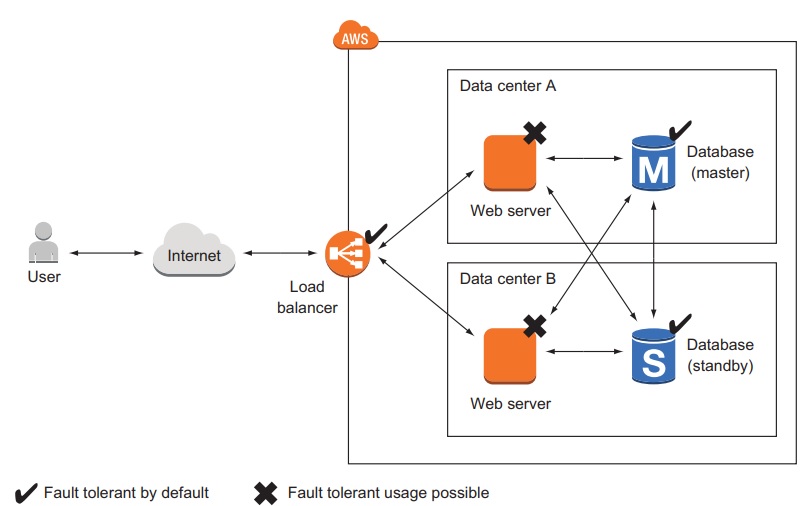 AWS
Data center A
Database
(master)
M
Web server
User
Internet
Load
balancer
Data center B
Database
(standby)
S
Web server
Fault tolerant by default
Fault tolerant usage possible